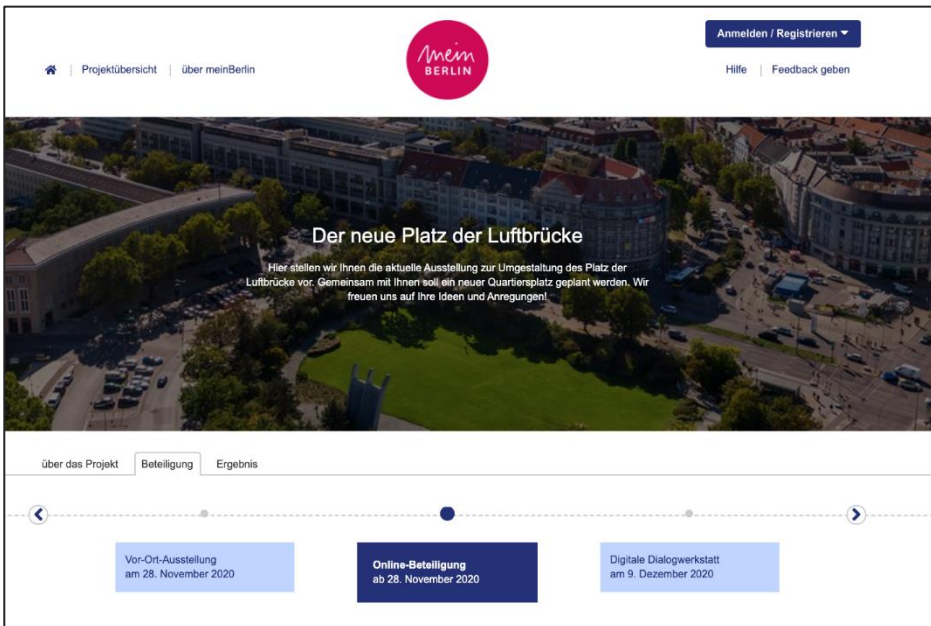 Projektübersicht | über meinBerlin
mein
BERLIN
Anmelden / Registrieren
Hilfe | Feedback geben
Der neue Platz der Luftbrücke
Hier stellen wir Ihnen die aktuelle Ausstellung zur Umgestaltung des Platz der
Luftbrücke vor. Gemeinsam mit Ihnen soll ein neuer Quartiersplatz geplant werden. Wir
freuen uns auf Ihre Ideen und Anregungen!
über das Projekt
Beteiligung
Ergebnis
Vor-Ort-Ausstellung
am 28. November 2020
Online-Beteiligung
ab 28. November 2020
Digitale Dialogwerkstatt
am 9. Dezember 2020